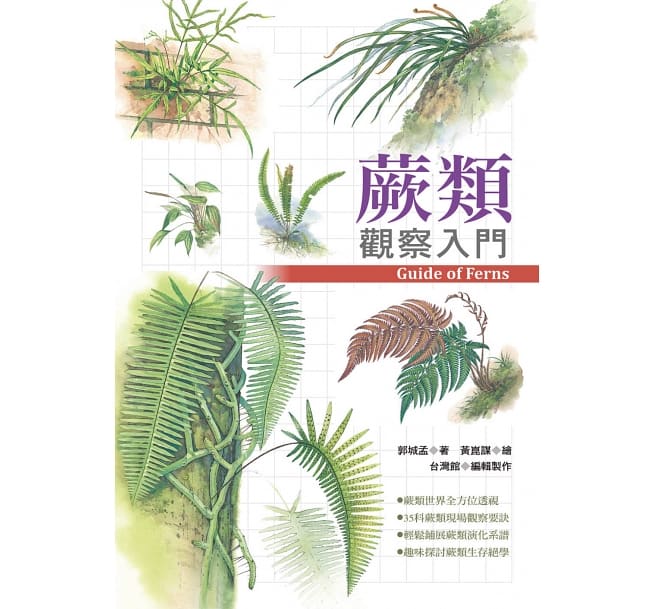 蕨類
觀察入門
Guide of Ferns
郭城孟◆著 黃崑謀◆繪
台灣館◆編輯製作
●蕨類世界全方位透視
●35科蕨類現場觀察要訣
●輕鬆鋪展蕨類演化系譜
●趣味探討蕨類生存絕學